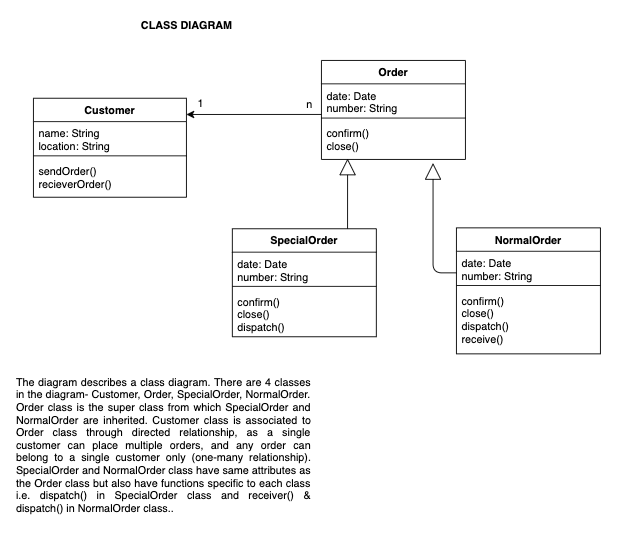 CLASS DIAGRAM
Order
date: Date
number: String
confirm()
close()
1
n
Customer
name: String
location: String
sendOrder()
recieverOrder()
SpecialOrder
date: Date
number: String
confirm()
close()
dispatch()
NormalOrder
date: Date
number: String
confirm()
close()
dispatch()
receive()
The diagram describes a class diagram. There are 4 classes
in the diagram- Customer, Order, SpecialOrder, NormalOrder.
Order class is the super class from which SpecialOrder and
NormalOrder are inherited. Customer class is associated to
Order class through directed relationship, as a single
customer can place multiple orders, and any order can
belong to a single customer only (one-many relationship).
SpecialOrder and NormalOrder class have same attributes as
the Order class but also have functions specific to each class
i.e. dispatch() in SpecialOrder class and receiver() &
dispatch() in NormalOrder class..